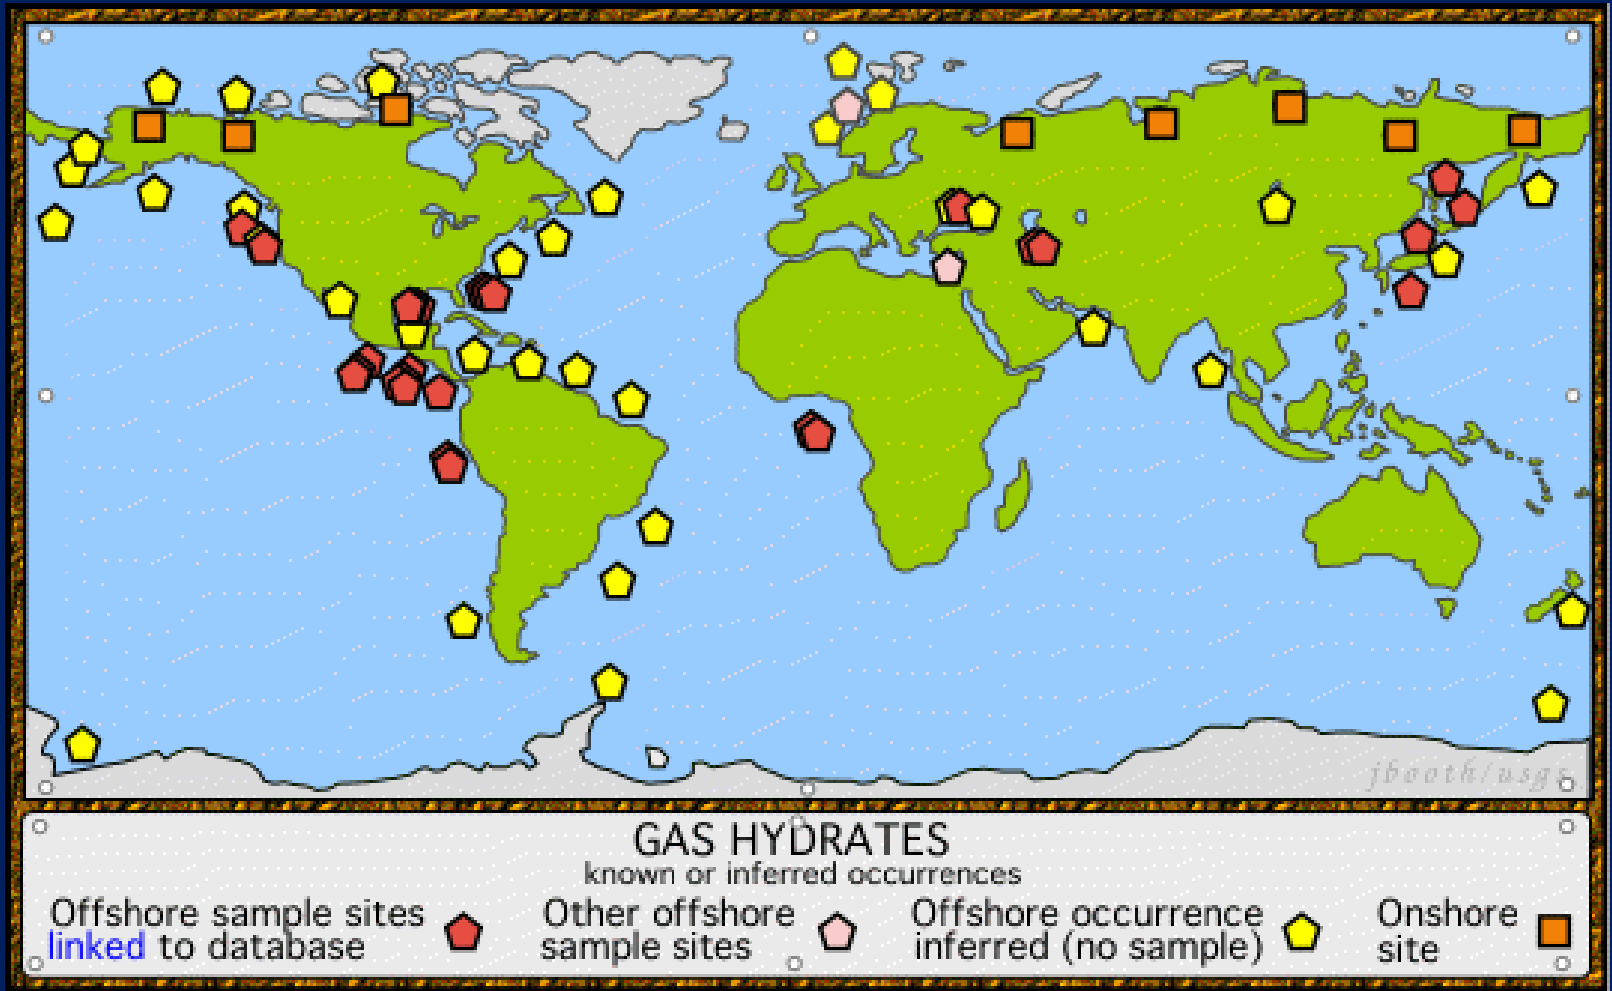 jbooth/usgs
GAS HYDRATES
known or inferred occurrences
Offshore sample sites
linked to database
Other offshore
sample sites
Offshore occurrence
inferred (no sample)
Onshore
site